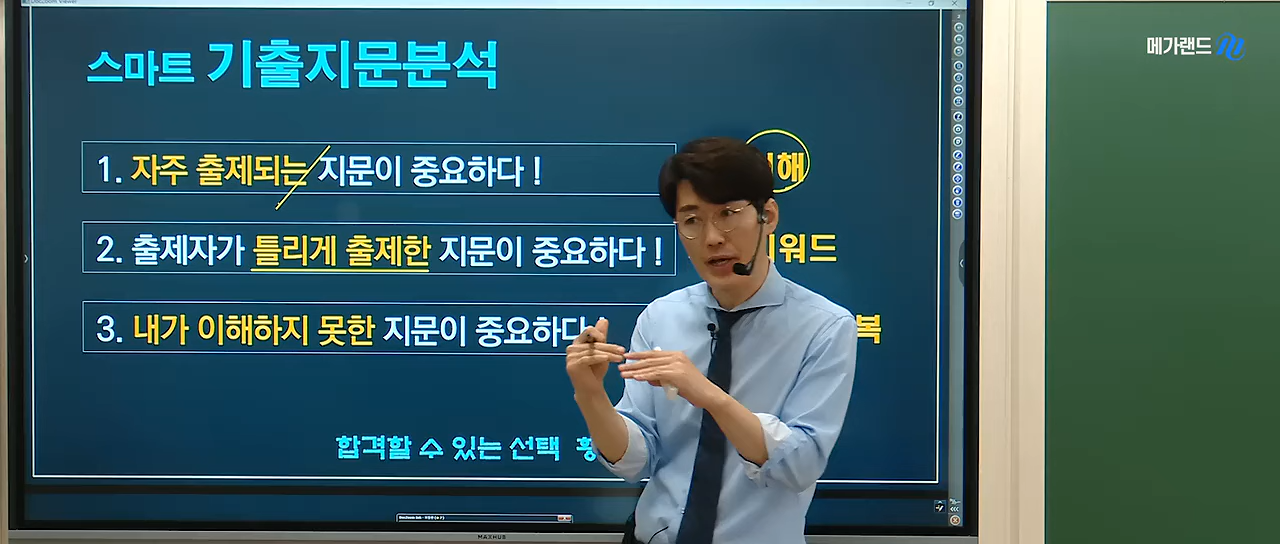 메가랜드
스마트 기출지문분석
1. 자주 출제되는 지문이 중요하다 !
해
2. 출제자가 틀리게 출제한 지문이 중요하다 !
워드
3. 내가 이해하지 못한 지문이 중요하다
복
합격할 수 있는 선택
MAXHUB